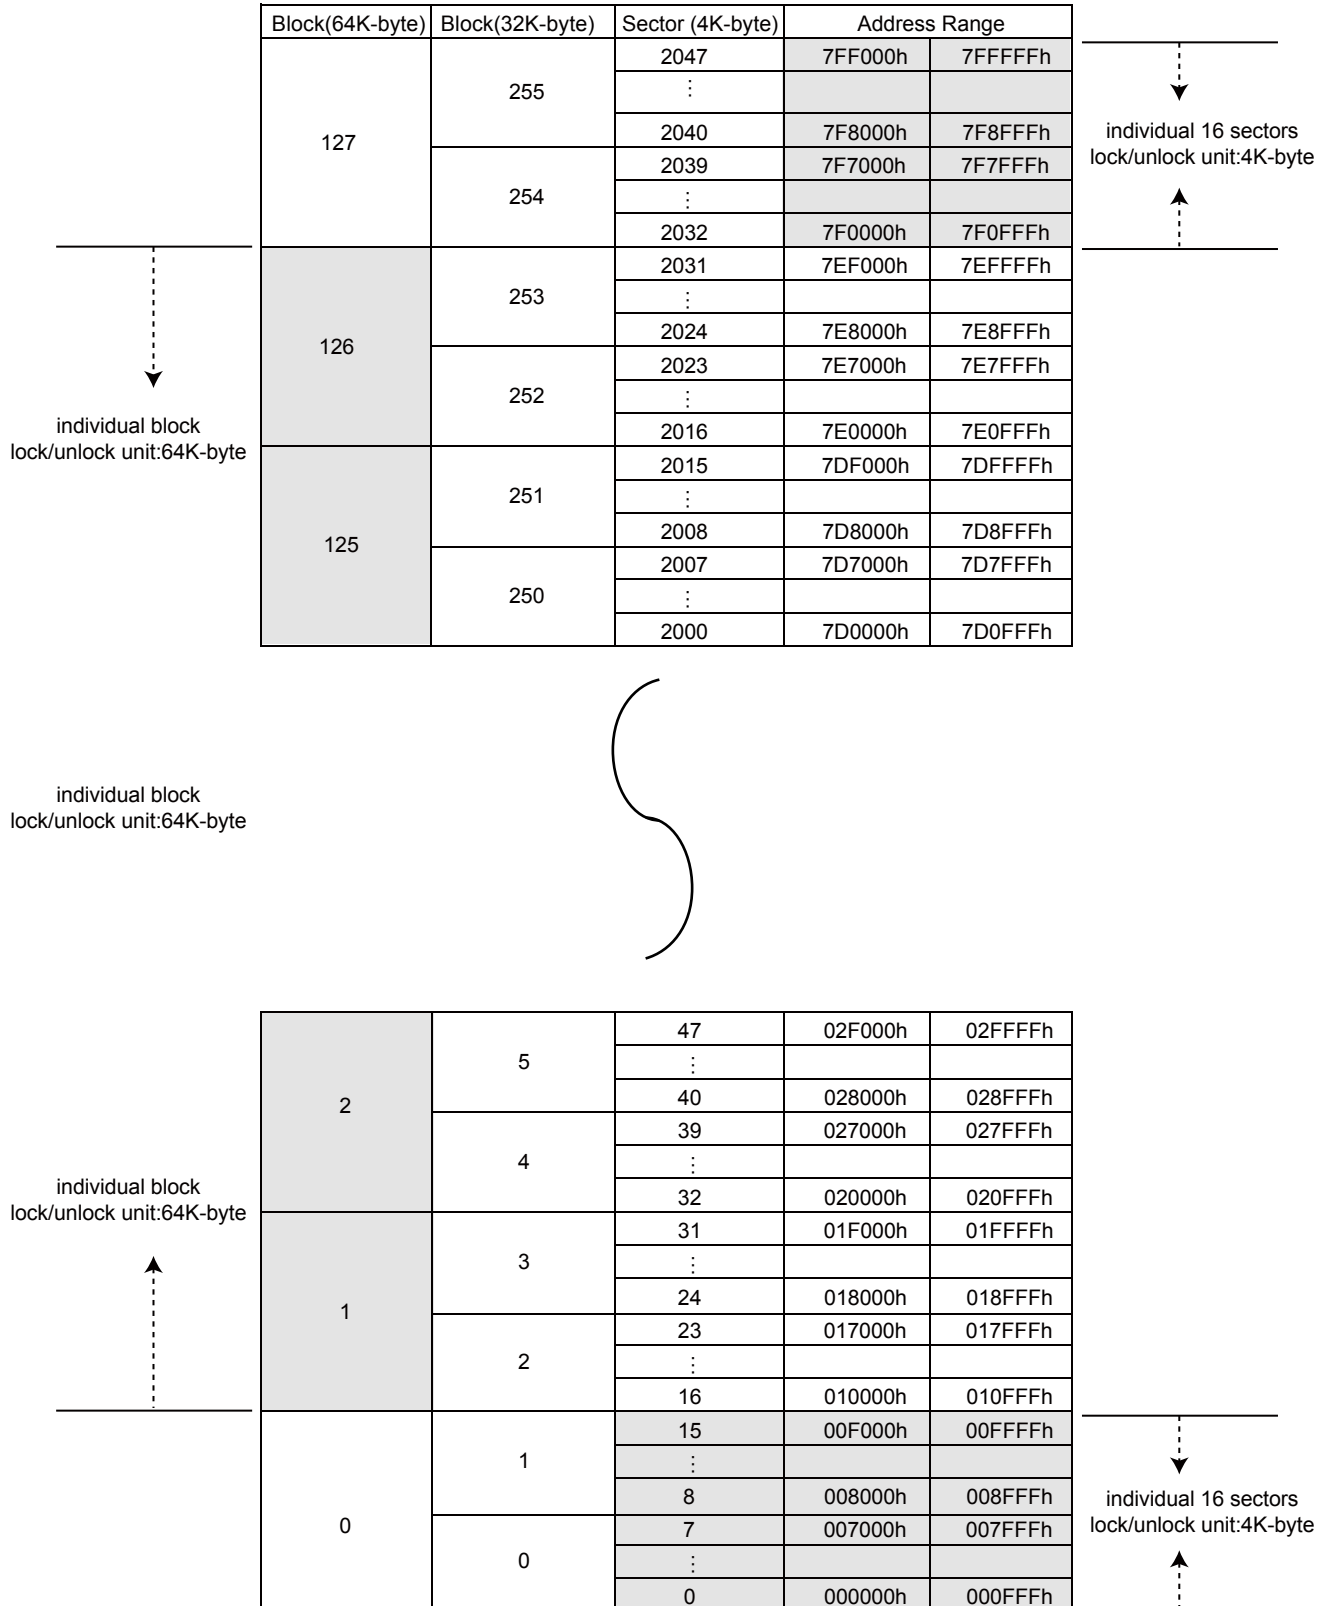 Block(64K-byte) Block(32K-byte) Sector (4K-byte) Address Range
2047 7FF000h 7FFFFFh
255 ⋮
127 2040 7F8000h 7F8FFFh individual 16 sectors
2039 7F7000h 7F7FFFh lock/unlock unit:4K-byte
254 ⋮
2032 7F0000h 7F0FFFh
2031 7EF000h 7EFFFFh
253 ⋮
126 2024 7E8000h 7E8FFFh
2023 7E7000h 7E7FFFh
252 ⋮
individual block 2016 7E0000h 7E0FFFh
lock/unlock unit:64K-byte 2015 7DF000h 7DFFFFh
251 ⋮
125 2008 7D8000h 7D8FFFh
2007 7D7000h 7D7FFFh
250 ⋮
2000 7D0000h 7D0FFFh
individual block
lock/unlock unit:64K-byte
47 02F000h 02FFFFh
5 ⋮
2 40 028000h 028FFFh
39 027000h 027FFFh
4 ⋮
individual block 32 020000h 020FFFh
lock/unlock unit:64K-byte 31 01F000h 01FFFFh
3 ⋮
1 24 018000h 018FFFh
23 017000h 017FFFh
2 ⋮
16 010000h 010FFFh
15 00F000h 00FFFFh
1 ⋮
8 008000h 008FFFh individual 16 sectors
0 7 007000h 007FFFh lock/unlock unit:4K-byte
0 ⋮
0 000000h 000FFFh